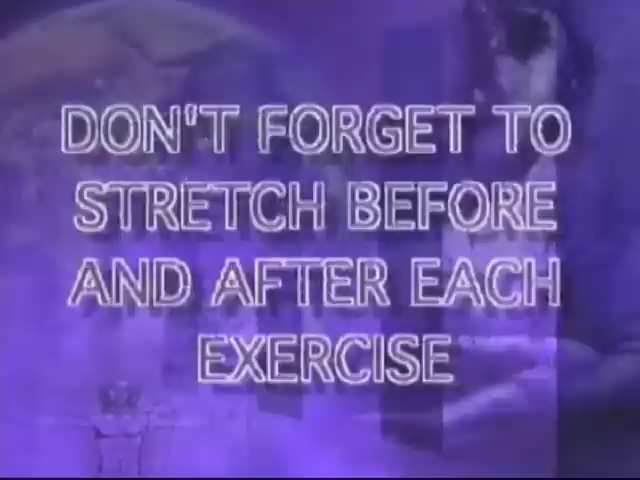 DON'T FORGET TO
STRETCH BEFORE
AND AFTER EACH
EXERCISE